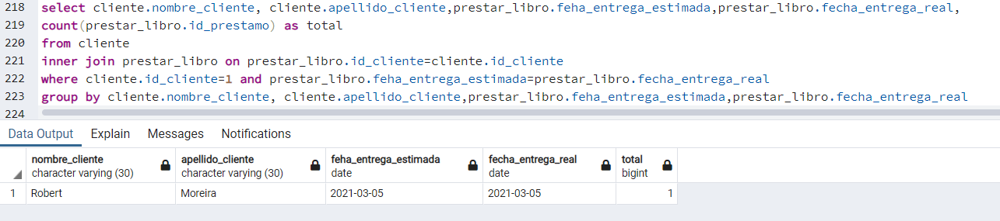 218 select cliente.nombre_cliente, cliente.apellido_cliente,prestar_libro.feha_entrega_estimada,prestar_libro.fecha_entrega_real,
219 count(prestar_libro.id_prestamo) as total
220 from cliente
221 inner join prestar_libro on prestar_libro.id_cliente=cliente.id_cliente
222 where cliente.id_cliente=1 and prestar_libro.feha_entrega_estimada=prestar_libro.fecha_entrega_real
223 group by cliente.nombre_cliente, cliente.apellido_cliente,prestar_libro.feha_entrega_estimada,prestar_libro.fecha_entrega_real
224
Data Output Explain Messages Notifications
nombre_cliente apellido_cliente feha_entrega_estimada fecha_entrega_real total
character varying (30) character varying (30) date date bigint
1 Robert Moreira 2021-03-05 2021-03-05 1